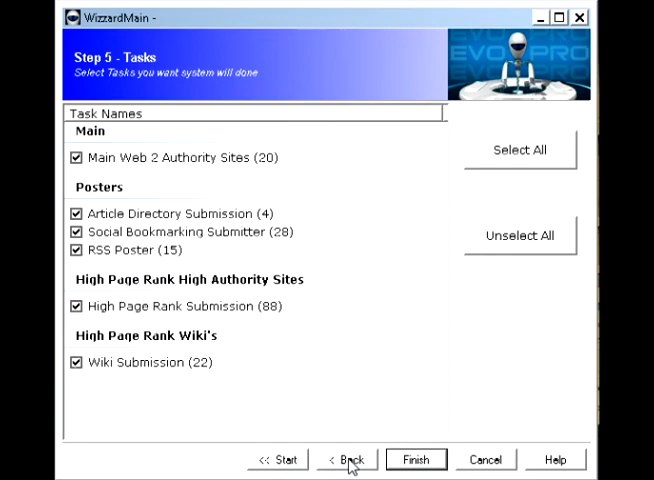 WizzardMain -
Step 5 - Tasks
Select Tasks you want system will done
Task Names
Main
Main Web 2 Authority Sites (20)
Select All
Posters
Article Directory Submission (4)
Social Bookmarking Submitter (28)
Unselect All
RSS Poster (15)
High Page Rank High Authority Sites
High Page Rank Submission (88)
High Page Rank Wiki's
Wiki Submission (22)
<< Start
< Back
Finish
Cancel
Help